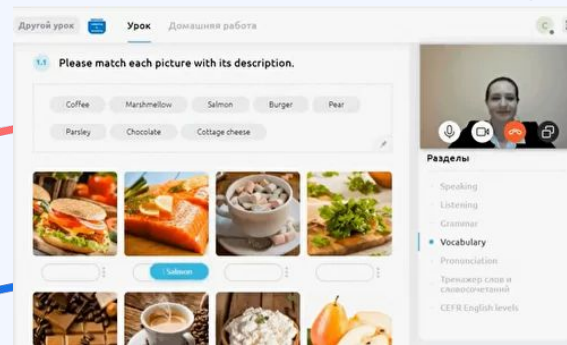 Другой урок Урок Домашняя работа C
1.1 Please match each picture with its description.
Coffee Marshmellow Salmon Burger Pear
Parsley Chocolate Cottage cheese
Salmon
Разделы
Speaking
Listening
Grammar
Vocabulary
Pronunciation
Тренажер слов и
словосочетаний
CEFR English levels